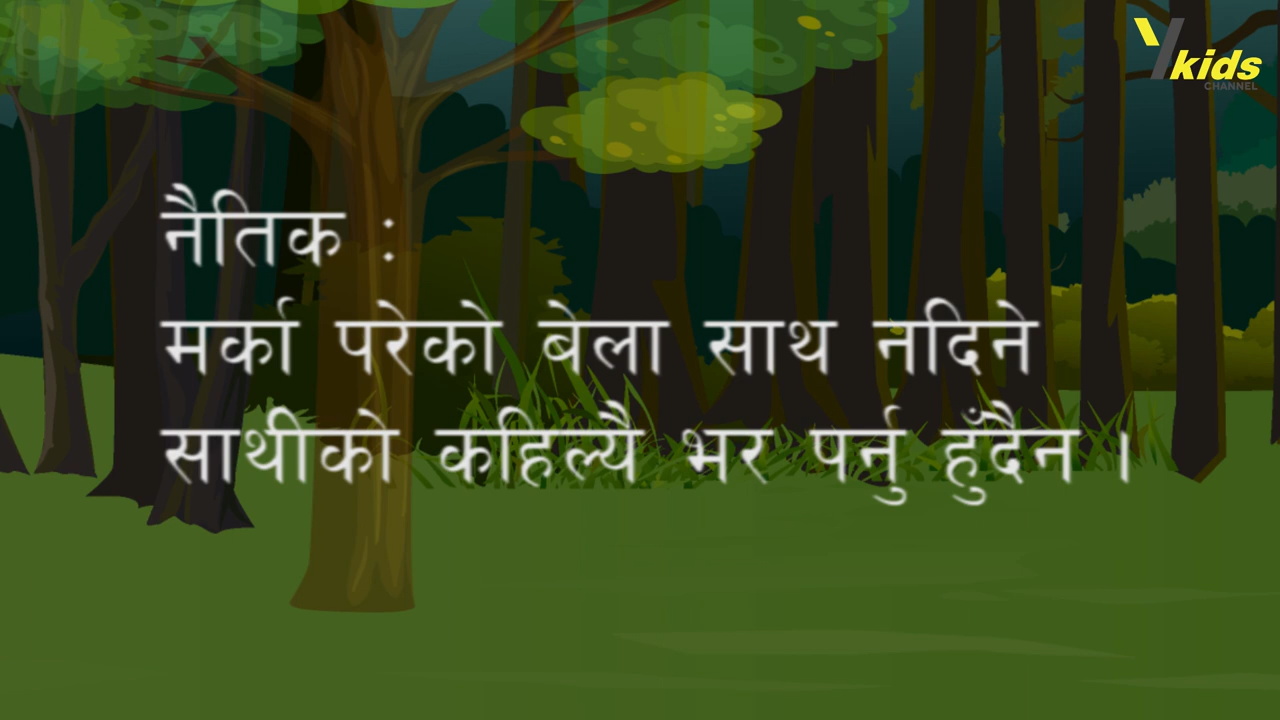 kids
CHANNEL
नैतिक :
मर्का परेको बेला साथ नदिने
साथीको कहिल्यै भर पर्नु हुँदैन ।